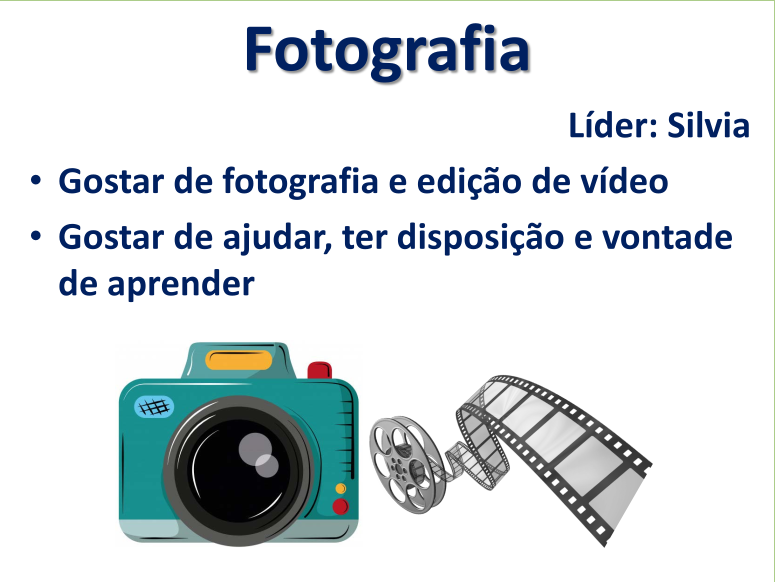 Fotografia
Líder: Silvia
• Gostar de fotografia e edição de vídeo
• Gostar de ajudar, ter disposição e vontade
de aprender